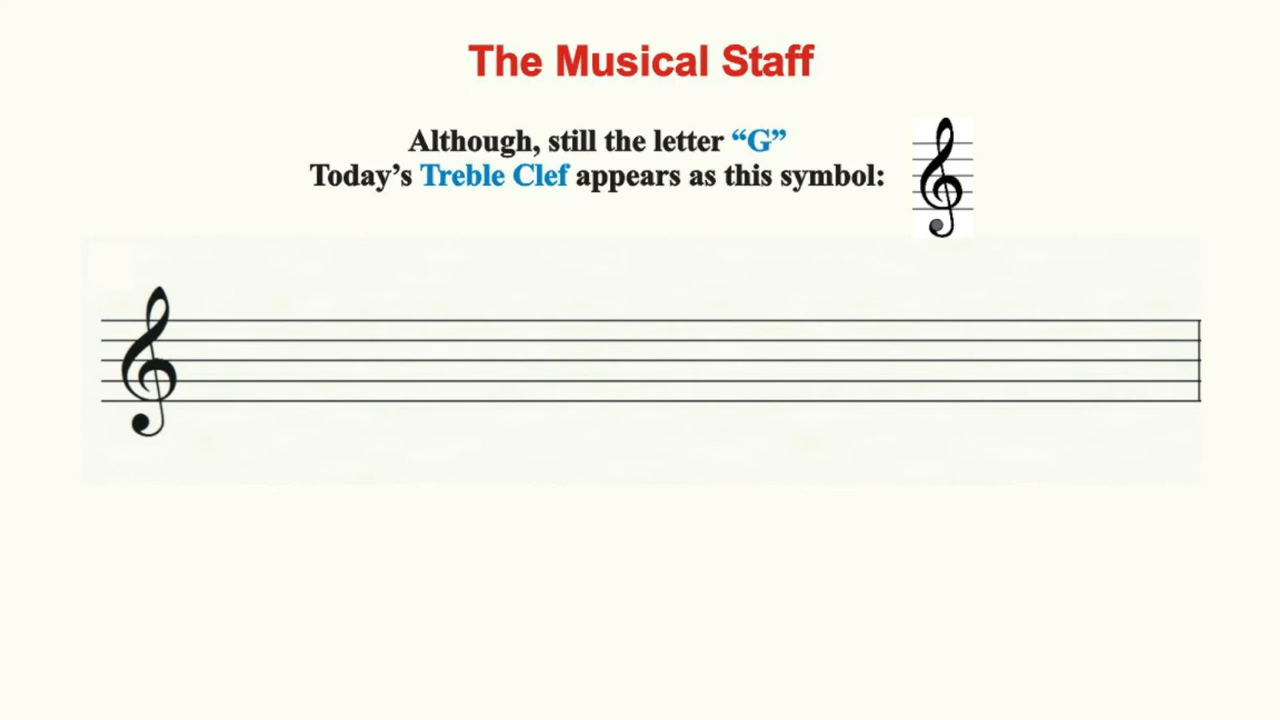 The Musical Staff
Although, still the letter “G”
Today’s Treble Clef appears as this symbol: